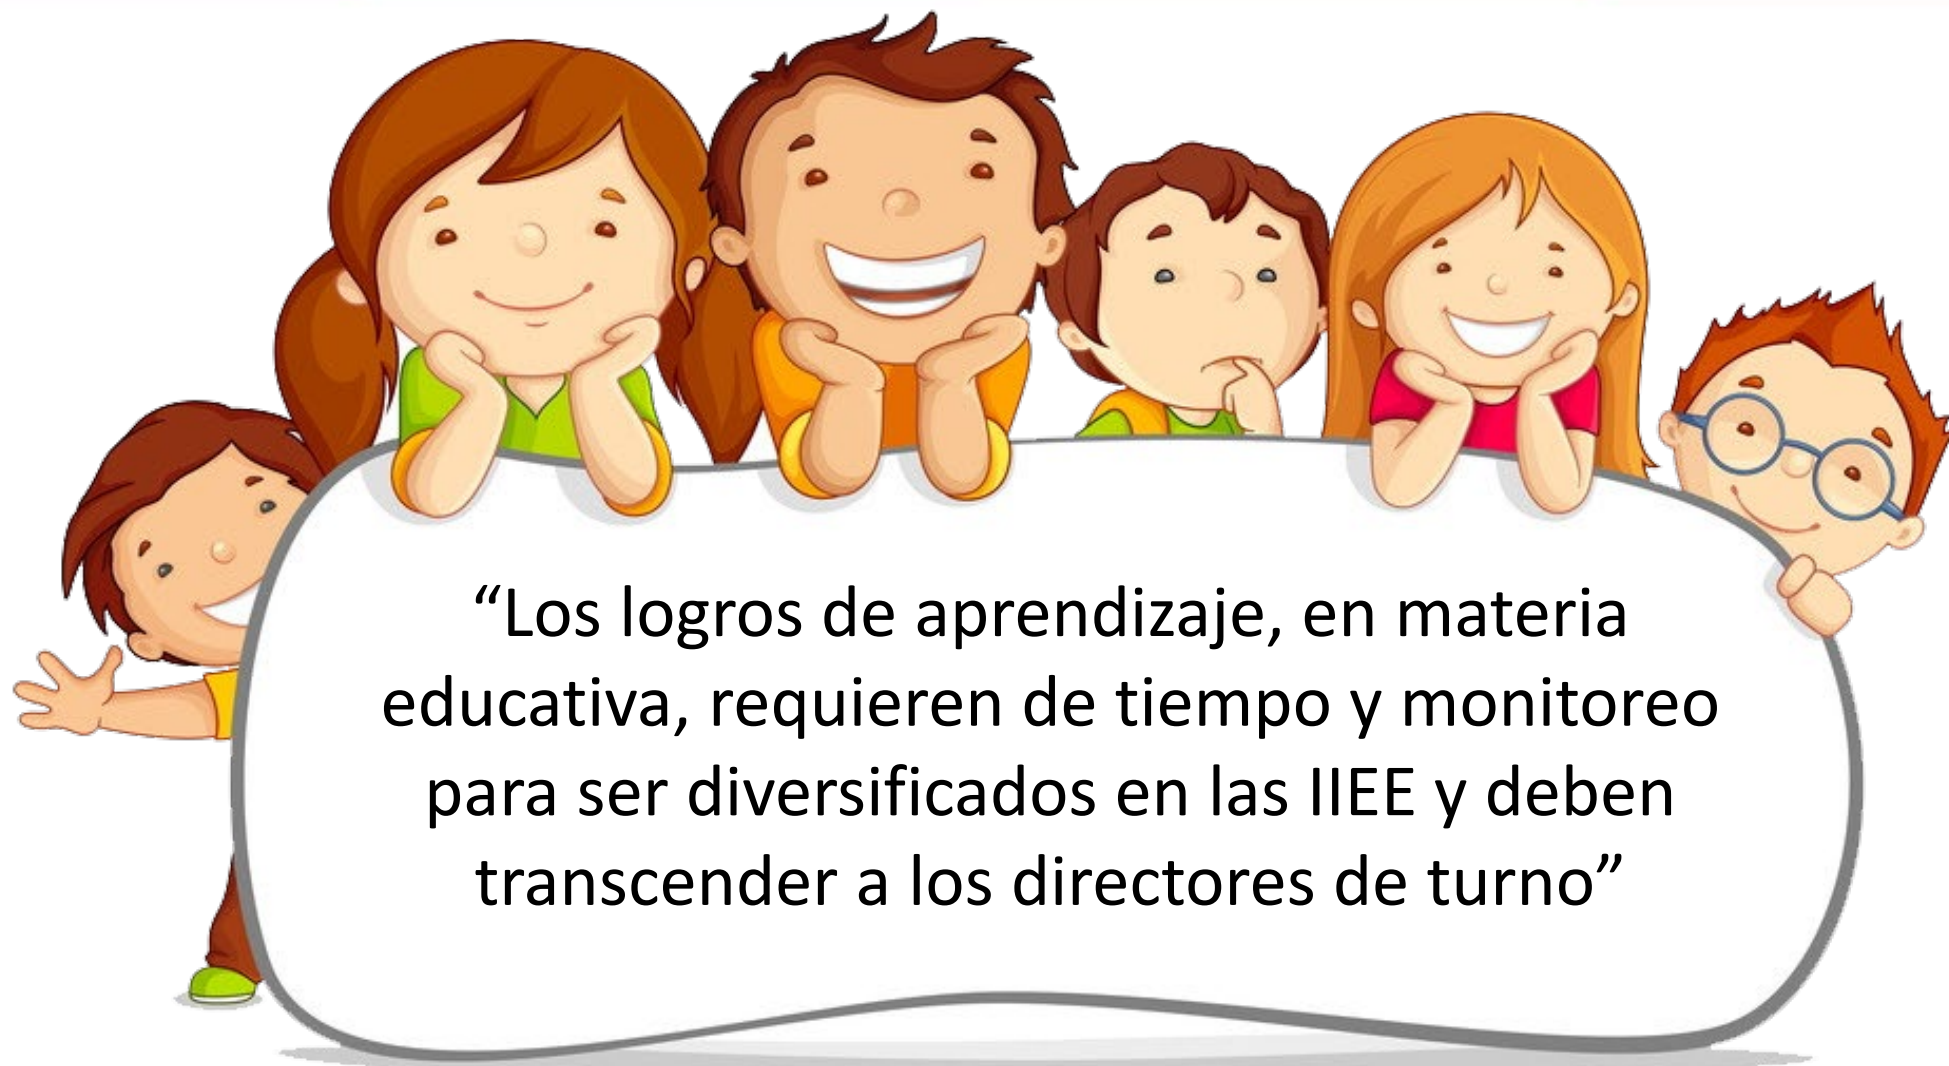 “Los logros de aprendizaje, en materia
educativa, requieren de tiempo y monitoreo
para ser diversificados en las IIEE y deben
transcender a los directores de turno”